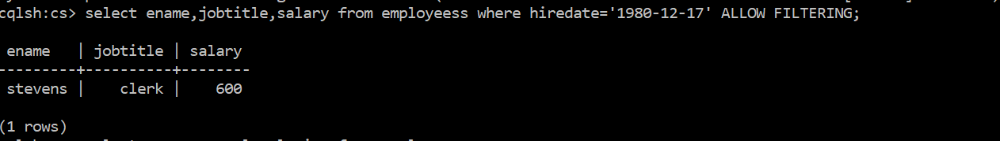 cqlsh:cs> select ename,jobtitle,salary from employeess where hiredate='1980-12-17' ALLOW FILTERING;
 ename   | jobtitle | salary
---------+----------+--------
 stevens |    clerk |    600
(1 rows)